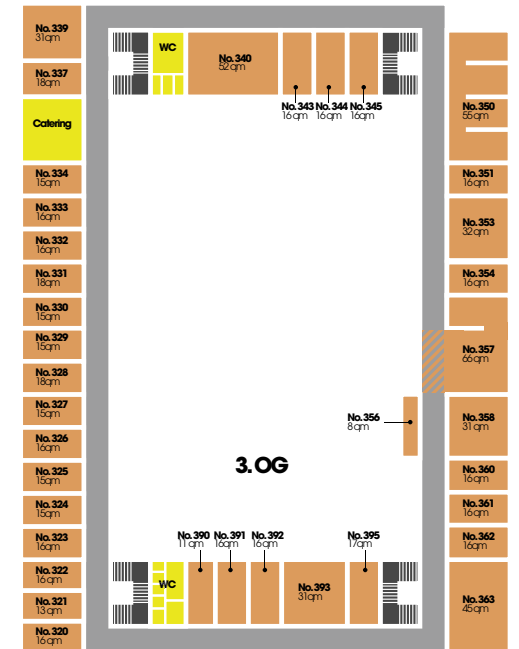 No.339
31qm
No.337
18qm
Catering
No.334
15qm
No.333
16qm
No.332
16qm
No.331
18qm
No.330
15qm
No.329
15qm
No.328
18qm
No.327
15qm
No.326
16qm
No.325
15qm
No.324
15qm
No.323
16qm
No.322
16qm
No.321
13qm
No.320
16qm
WC
No.340
52qm
No.343
16qm
No.344
16qm
No.345
16qm
No.356
8qm
3.OG
No.390
11qm
No.391
16qm
No.392
16qm
No.395
17qm
WC
No.393
31qm
No.350
55qm
No.351
16qm
No.353
32qm
No.354
16qm
No.357
66qm
No.358
31qm
No.360
16qm
No.361
16qm
No.362
16qm
No.363
45qm